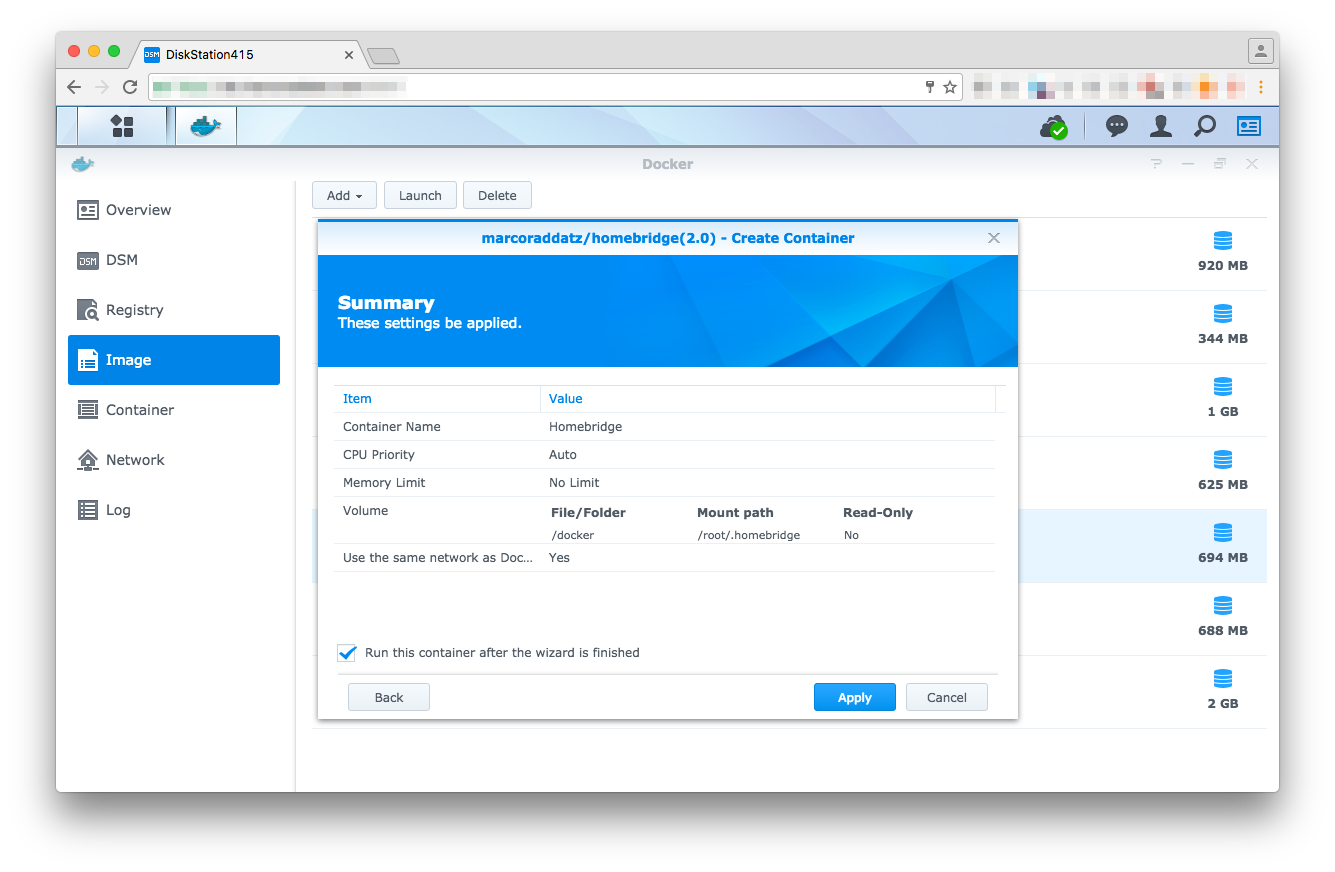 DSM DiskStation415
Docker
Overview
DSM DSM
Registry
Image
Container
Network
Log
Add Launch Delete
marcoraddatz/homebridge(2.0) - Create Container
Summary
These settings be applied.
Item Value
Container Name Homebridge
CPU Priority Auto
Memory Limit No Limit
Volume File/Folder Mount path Read-Only
/docker /root/.homebridge No
Use the same network as Doc... Yes
Run this container after the wizard is finished
Back Apply Cancel
920 MB
344 MB
1 GB
625 MB
694 MB
688 MB
2 GB